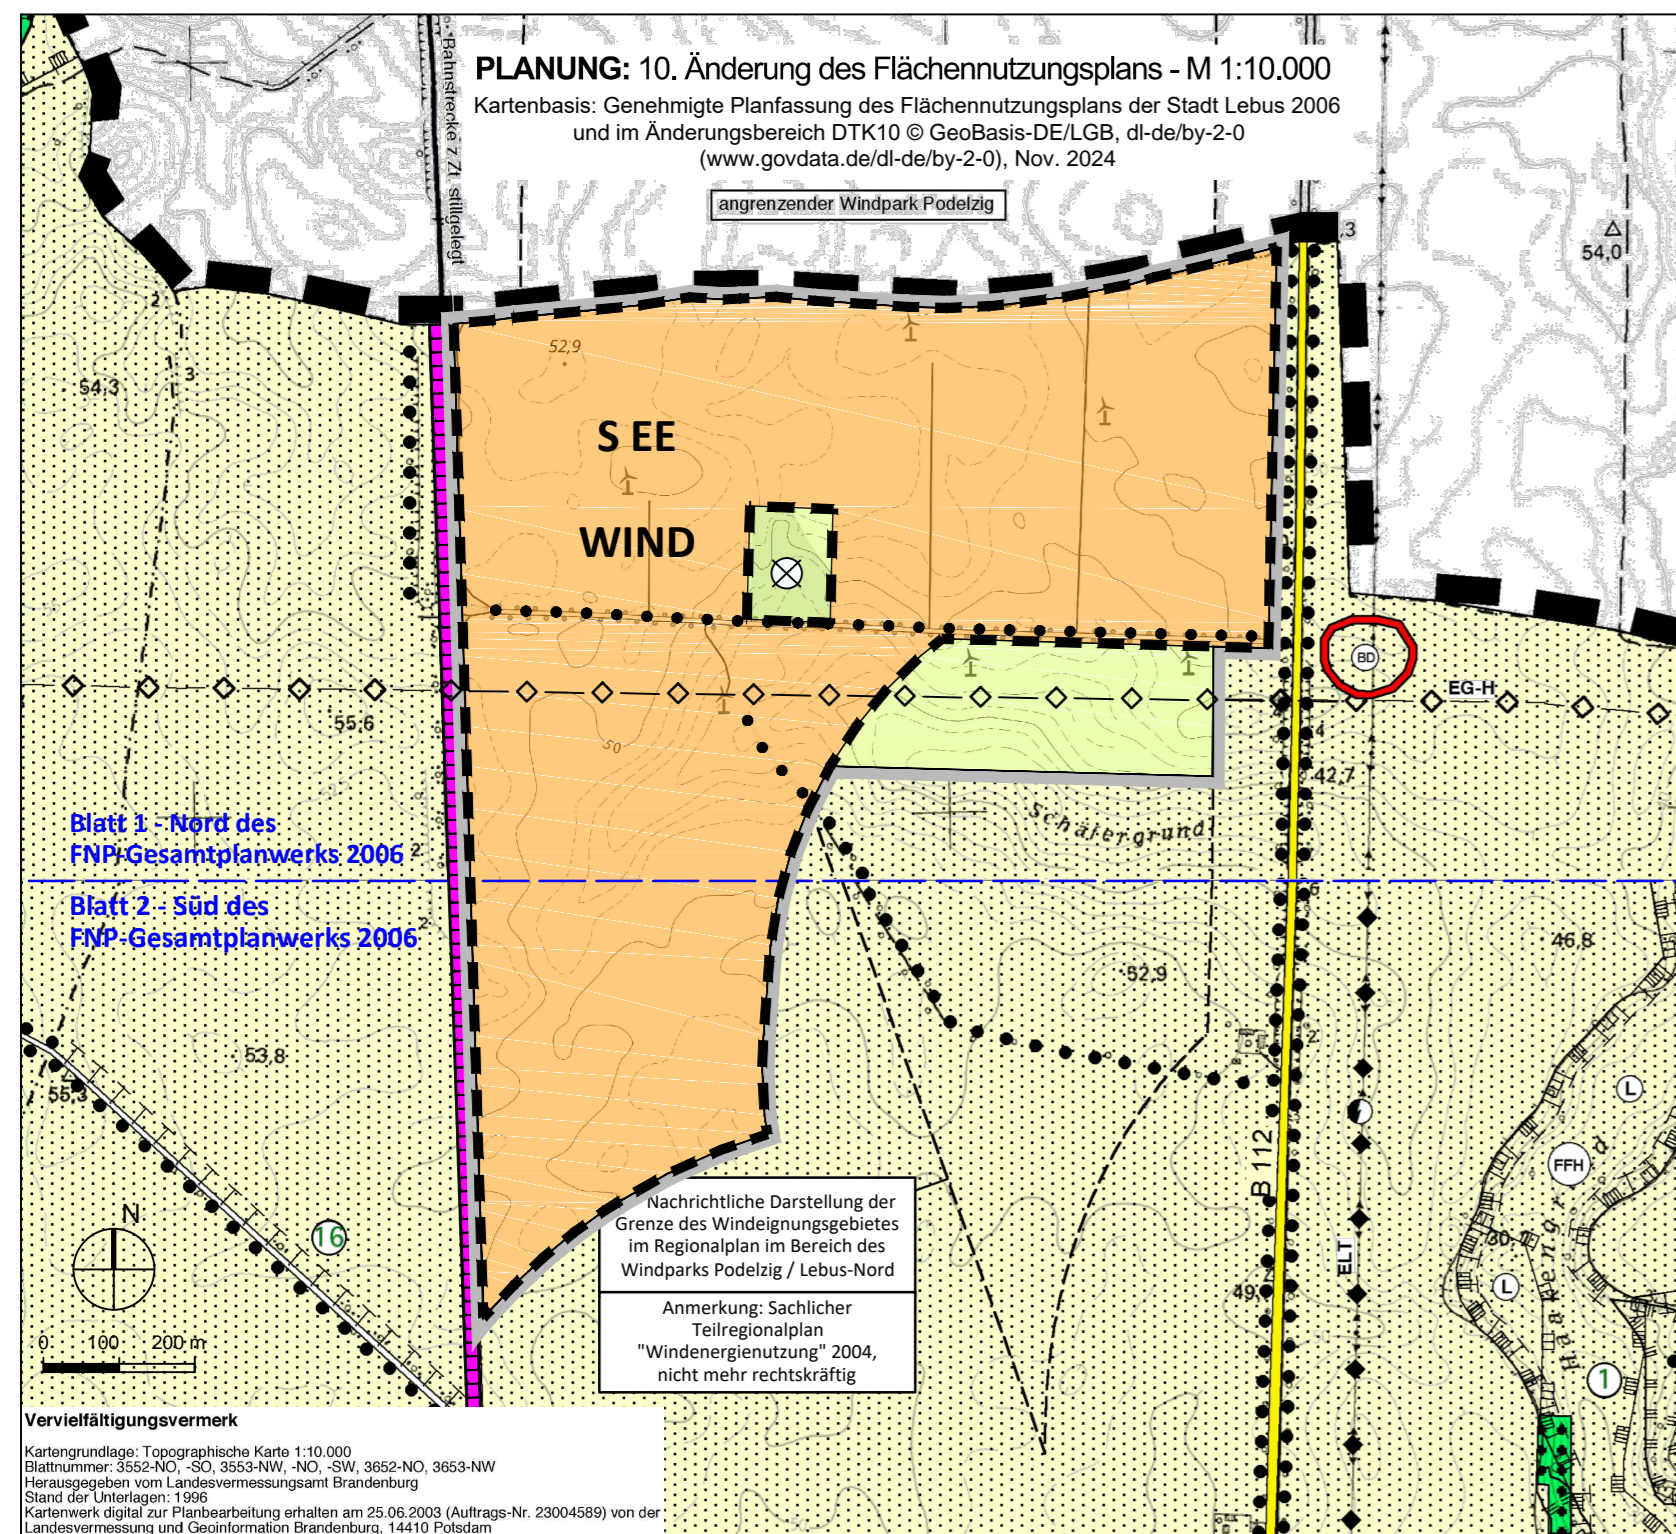 PLANUNG: 10. Änderung des Flächennutzungsplans - M 1:10.000
Kartenbasis: Genehmigte Planfassung des Flächennutzungsplans der Stadt Lebus 2006
und im Änderungsbereich DTK10 © GeoBasis-DE/LGB, dl-de/by-2-0
(www.govdata.de/dl-de/by-2-0), Nov. 2024
angrenzender Windpark Podelzig
Bahnstrecke z.Zt. stillgelegt
54,0
52,9
54,3
S EE
WIND
BD
EG-H
55,6
50
42,7
Schäfergrund
Blatt 1 - Nord des
FNP-Gesamtplanwerks 2006
Blatt 2 - Süd des
FNP-Gesamtplanwerks 2006
46,8
52,9
53,8
55,3
L
FFH
B 112
N
16
ELT
L
Haakengrund
1
0 100 200 m
Nachrichtliche Darstellung der
Grenze des Windeignungsgebietes
im Regionalplan im Bereich des
Windparks Podelzig / Lebus-Nord
Anmerkung: Sachlicher
Teilregionalplan
"Windenergienutzung" 2004,
nicht mehr rechtskräftig
Vervielfältigungsvermerk
Kartengrundlage: Topographische Karte 1:10.000
Blattnummer: 3552-NO, -SO, 3553-NW, -NO, -SW, 3652-NO, 3653-NW
Herausgegeben vom Landesvermessungsamt Brandenburg
Stand der Unterlagen: 1996
Kartenwerk digital zur Planbearbeitung erhalten am 25.06.2003 (Auftrags-Nr. 23004589) von der
Landesvermessung und Geoinformation Brandenburg, 14410 Potsdam